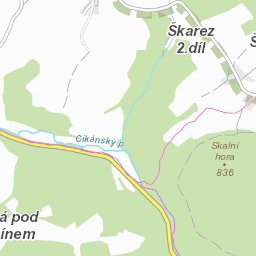 Škarez
2.díl
Š
Cikánský p.
Skalní
hora
• 836
á pod
ínem